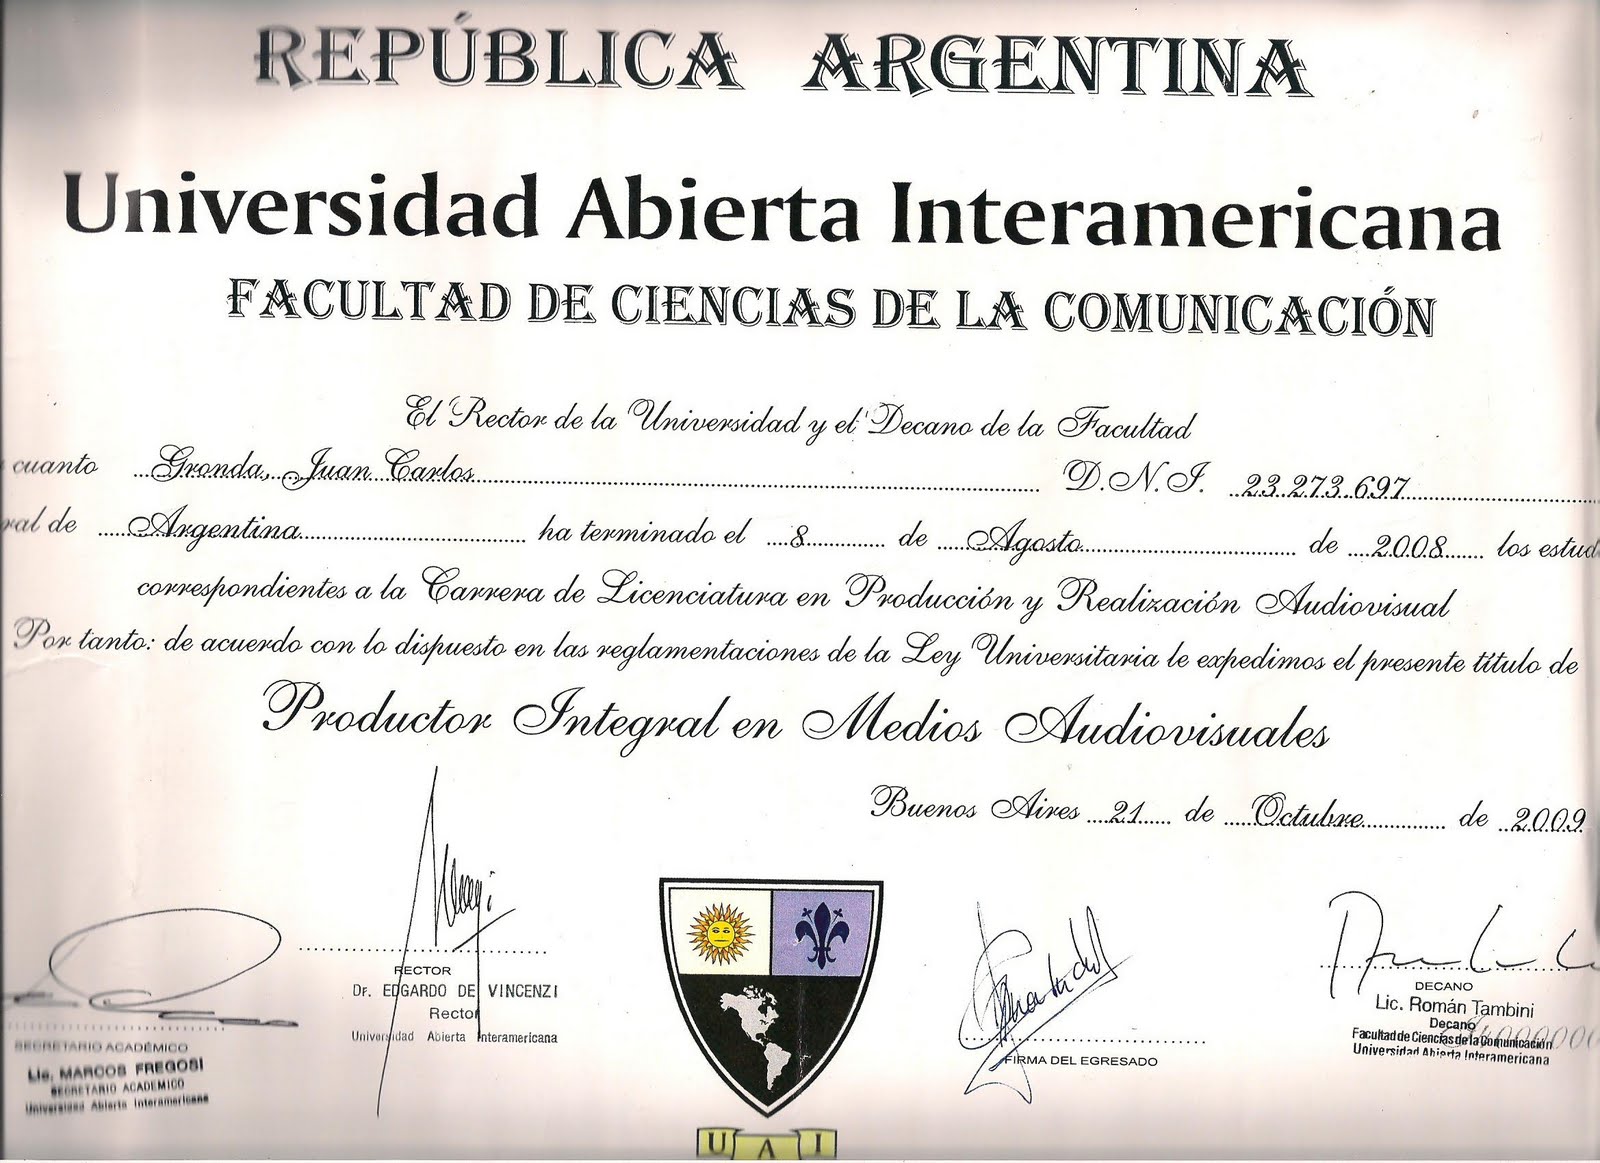 REPÚBLICA ARGENTINA
Universidad Abierta Interamericana
FACULTAD DE CIENCIAS DE LA COMUNICACIÓN
El Rector de la Universidad y el Decano de la Facultad
cuanto Gronda, Juan Carlos D.N.I. 23.273.697
ral de Argentina ha terminado el 8 de Agosto de 2008 los estud
correspondientes a la Carrera de Licenciatura en Producción y Realización Audiovisual
Por tanto: de acuerdo con lo dispuesto en las reglamentaciones de la Ley Universitaria le expedimos el presente título de
Productor Integral en Medios Audiovisuales
Buenos Aires 21 de Octubre de 2009
SECRETARIO ACADÉMICO
Lic. MARCOS FREGOSI
SECRETARIO ACADEMICO
Universidad Abierta Interamericana
RECTOR
Dr. EDGARDO DE VINCENZI
Rector
Universidad Abierta Interamericana
UAI
FIRMA DEL EGRESADO
DECANO
Lic. Román Tambini
Decano
Facultad de Ciencias de la Comunicación
Universidad Abierta Interamericana